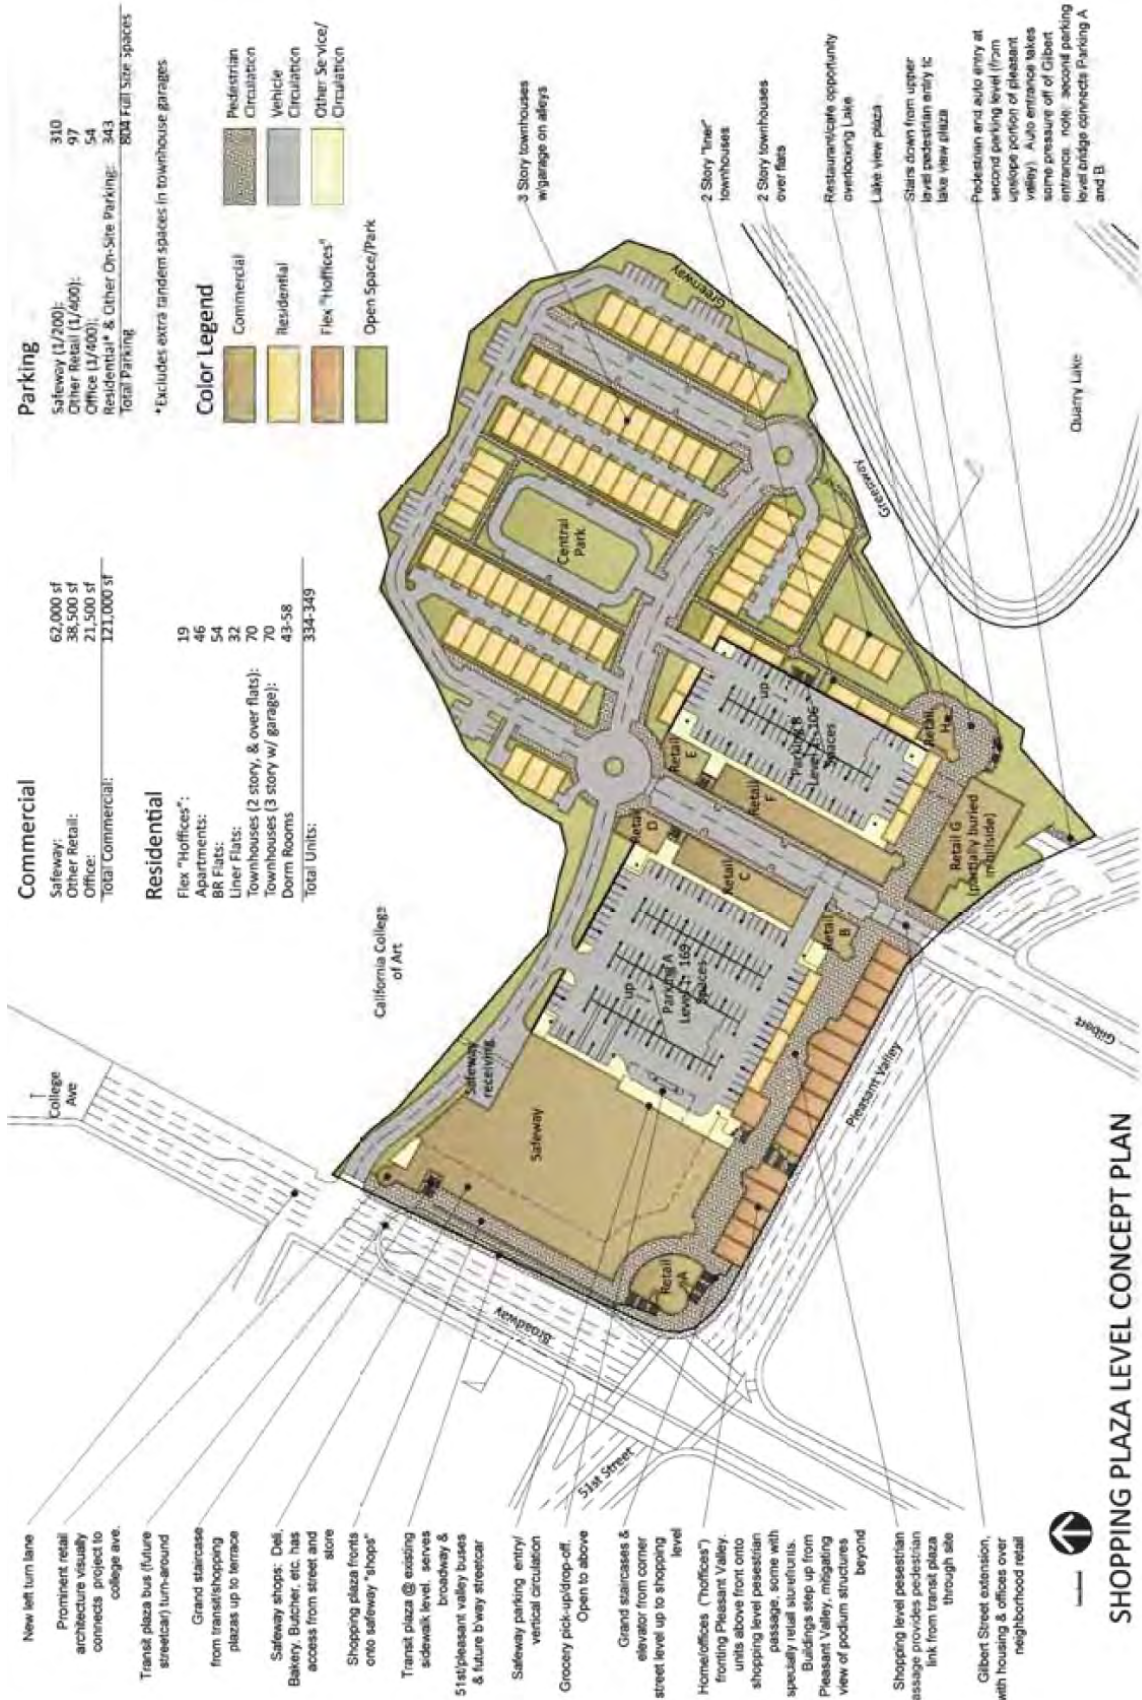 Commercial
Safeway: 62,000 sf
Other Retail: 38,500 sf
Office: 21,500 sf
Total Commercial: 121,000 sf
Residential
Flex "Hoffices": 19
Apartments: 46
BR Flats: 54
Liner Flats: 32
Townhouses (2 story, & over flats): 70
Townhouses (3 story w/ garage): 70
Dorm Rooms 43-58
Total Units: 334-349
Parking
Safeway (1/200): 310
Other Retail (1/400): 97
Office (1/400): 54
Residential* & Other On-Site Parking: 343
Total Parking 804 Full Size Spaces
*Excludes extra tandem spaces in townhouse garages
Color Legend
Commercial
Residential
Flex "Hoffices"
Open Space/Park
Pedestrian
Circulation
Vehicle
Circulation
Other Service/
Circulation
New left turn lane
Prominent retail
architecture visually
connects project to
college ave.
Transit plaza bus (future
streetcar) turn-around
Grand staircase
from transit/shopping
plazas up to terrace
Safeway shops: Deli,
Bakery, Butcher, etc. has
access from street and
store
Shopping plaza fronts
onto safeway "shops"
Transit plaza @ existing
sidewalk level, serves
broadway &
51st/pleasant valley buses
& future b'way streetcar
Safeway parking entry/
vertical circulation
Grocery pick-up/drop-off.
Open to above
Grand staircases &
elevator from corner
street level up to shopping
level
Home/offices ("hoffices")
fronting Pleasant Valley.
units above front onto
shopping level pesestrian
passage, some with
specialty retail storefronts.
Buildings step up from
Pleasant Valley, mitigating
view of podium structures
beyond
Shopping level pesestrian
passage provides pedestrian
link from transit plaza
through site
Gibert Street extension,
with housing & offices over
neighborhood retail
3 Story townhouses
w/garage on alleys
2 Story "liner"
townhouses
2 Story townhouses
over flats
Restaurant/cafe opportunity
overlooking Lake
Lake view plaza
Stairs down from upper
level pedestrian entry to
lake view plaza
Pedestrian and auto entry at
second parking level (from
upslope portion of pleasant
valley). Auto entrance takes
some pressure off of Gibert
entrance. note: second parking
level bridge connects Parking A
and B.
College
Ave
California College
of Art
Broadway
51st Street
Pleasant Valley
Gilbert
Greenway
Greenway
Quarry Lake
Central
Park
Safeway
receiving
Safeway
Retail
A
Retail
B
Retail
C
Retail
D
Retail
E
Retail
F
Retail G
(partially buried
in hillside)
Retail
H
up
Parking A
Level 1: 169
Spaces
up
Parking B
Level 1: 106
Spaces
SHOPPING PLAZA LEVEL CONCEPT PLAN